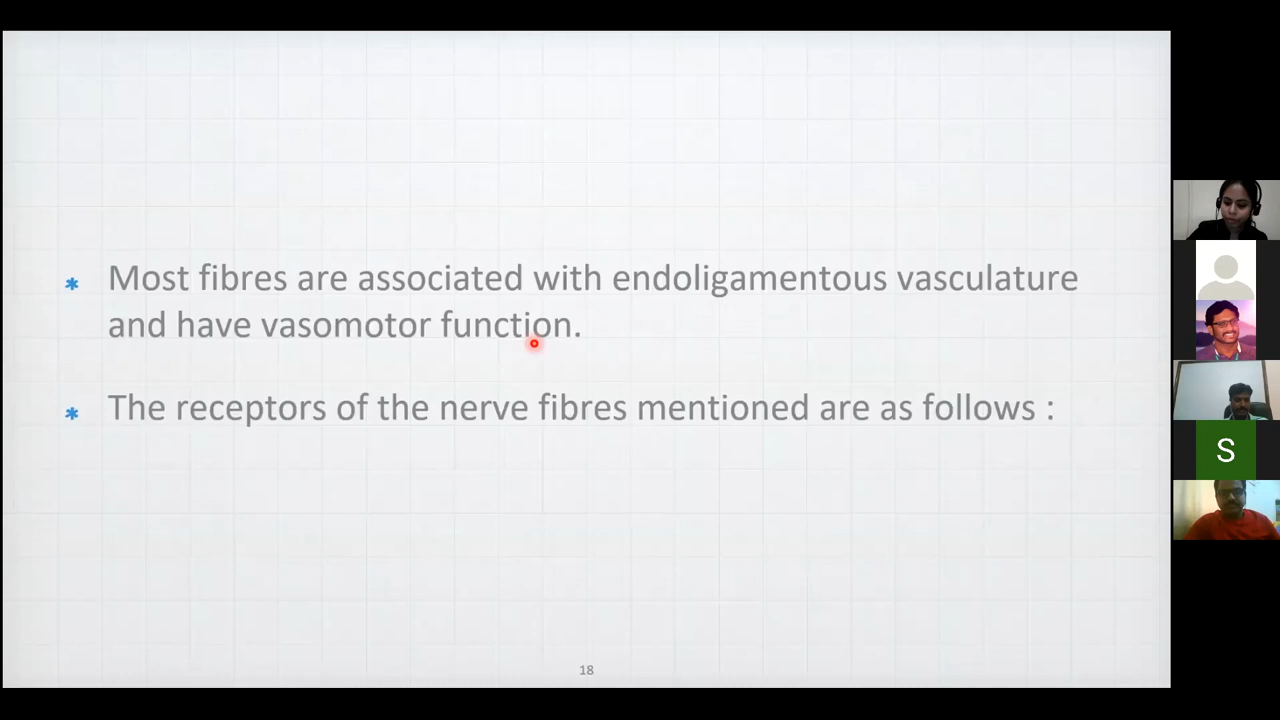 * Most fibres are associated with endoligamentous vasculature
and have vasomotor function.
* The receptors of the nerve fibres mentioned are as follows :
18
S